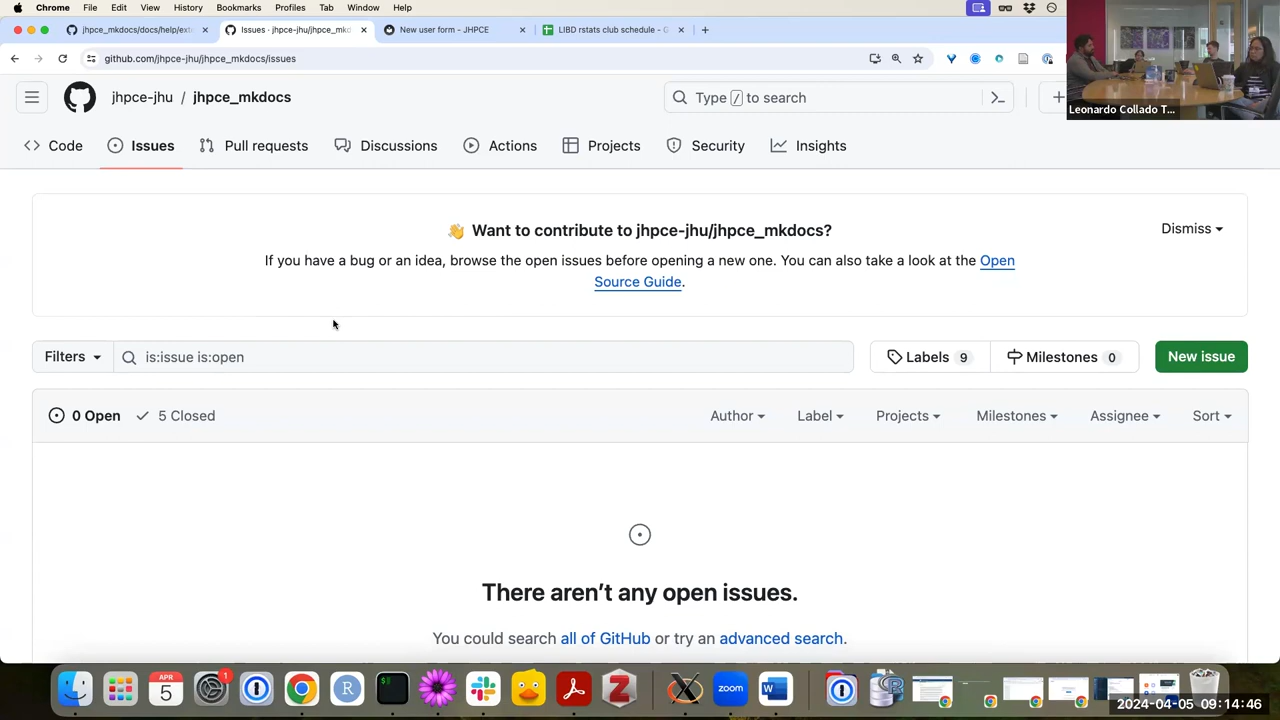 Chrome File Edit View History Bookmarks Profiles Tab Window Help
jhpce_mkdocs/docs/help/ext
Issues · jhpce-jhu/jhpce_mkd
New user form - JHPCE
LIBD rstats club schedule - G
github.com/jhpce-jhu/jhpce_mkdocs/issues
Leonardo Collado T...
jhpce-jhu / jhpce_mkdocs
Type / to search
Code
Issues
Pull requests
Discussions
Actions
Projects
Security
Insights
👋 Want to contribute to jhpce-jhu/jhpce_mkdocs?
Dismiss
If you have a bug or an idea, browse the open issues before opening a new one. You can also take a look at the Open
Source Guide.
Filters
is:issue is:open
Labels 9
Milestones 0
New issue
0 Open
5 Closed
Author
Label
Projects
Milestones
Assignee
Sort
There aren't any open issues.
You could search all of GitHub or try an advanced search.
APR
5
1
R
zoom
W
2024-04-05 09:14:46